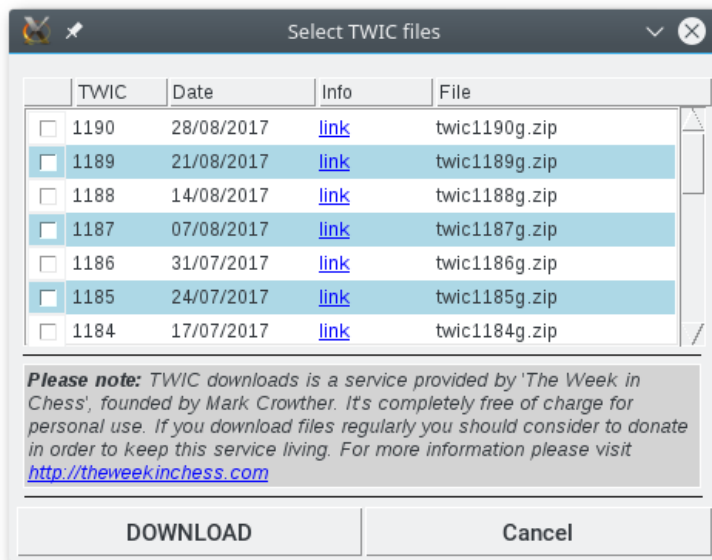 Select TWIC files
TWIC Date Info File
1190 28/08/2017 link twic1190g.zip
1189 21/08/2017 link twic1189g.zip
1188 14/08/2017 link twic1188g.zip
1187 07/08/2017 link twic1187g.zip
1186 31/07/2017 link twic1186g.zip
1185 24/07/2017 link twic1185g.zip
1184 17/07/2017 link twic1184g.zip
Please note: TWIC downloads is a service provided by 'The Week in
Chess', founded by Mark Crowther. It's completely free of charge for
personal use. If you download files regularly you should consider to donate
in order to keep this service living. For more information please visit
http://theweekinchess.com
DOWNLOAD Cancel